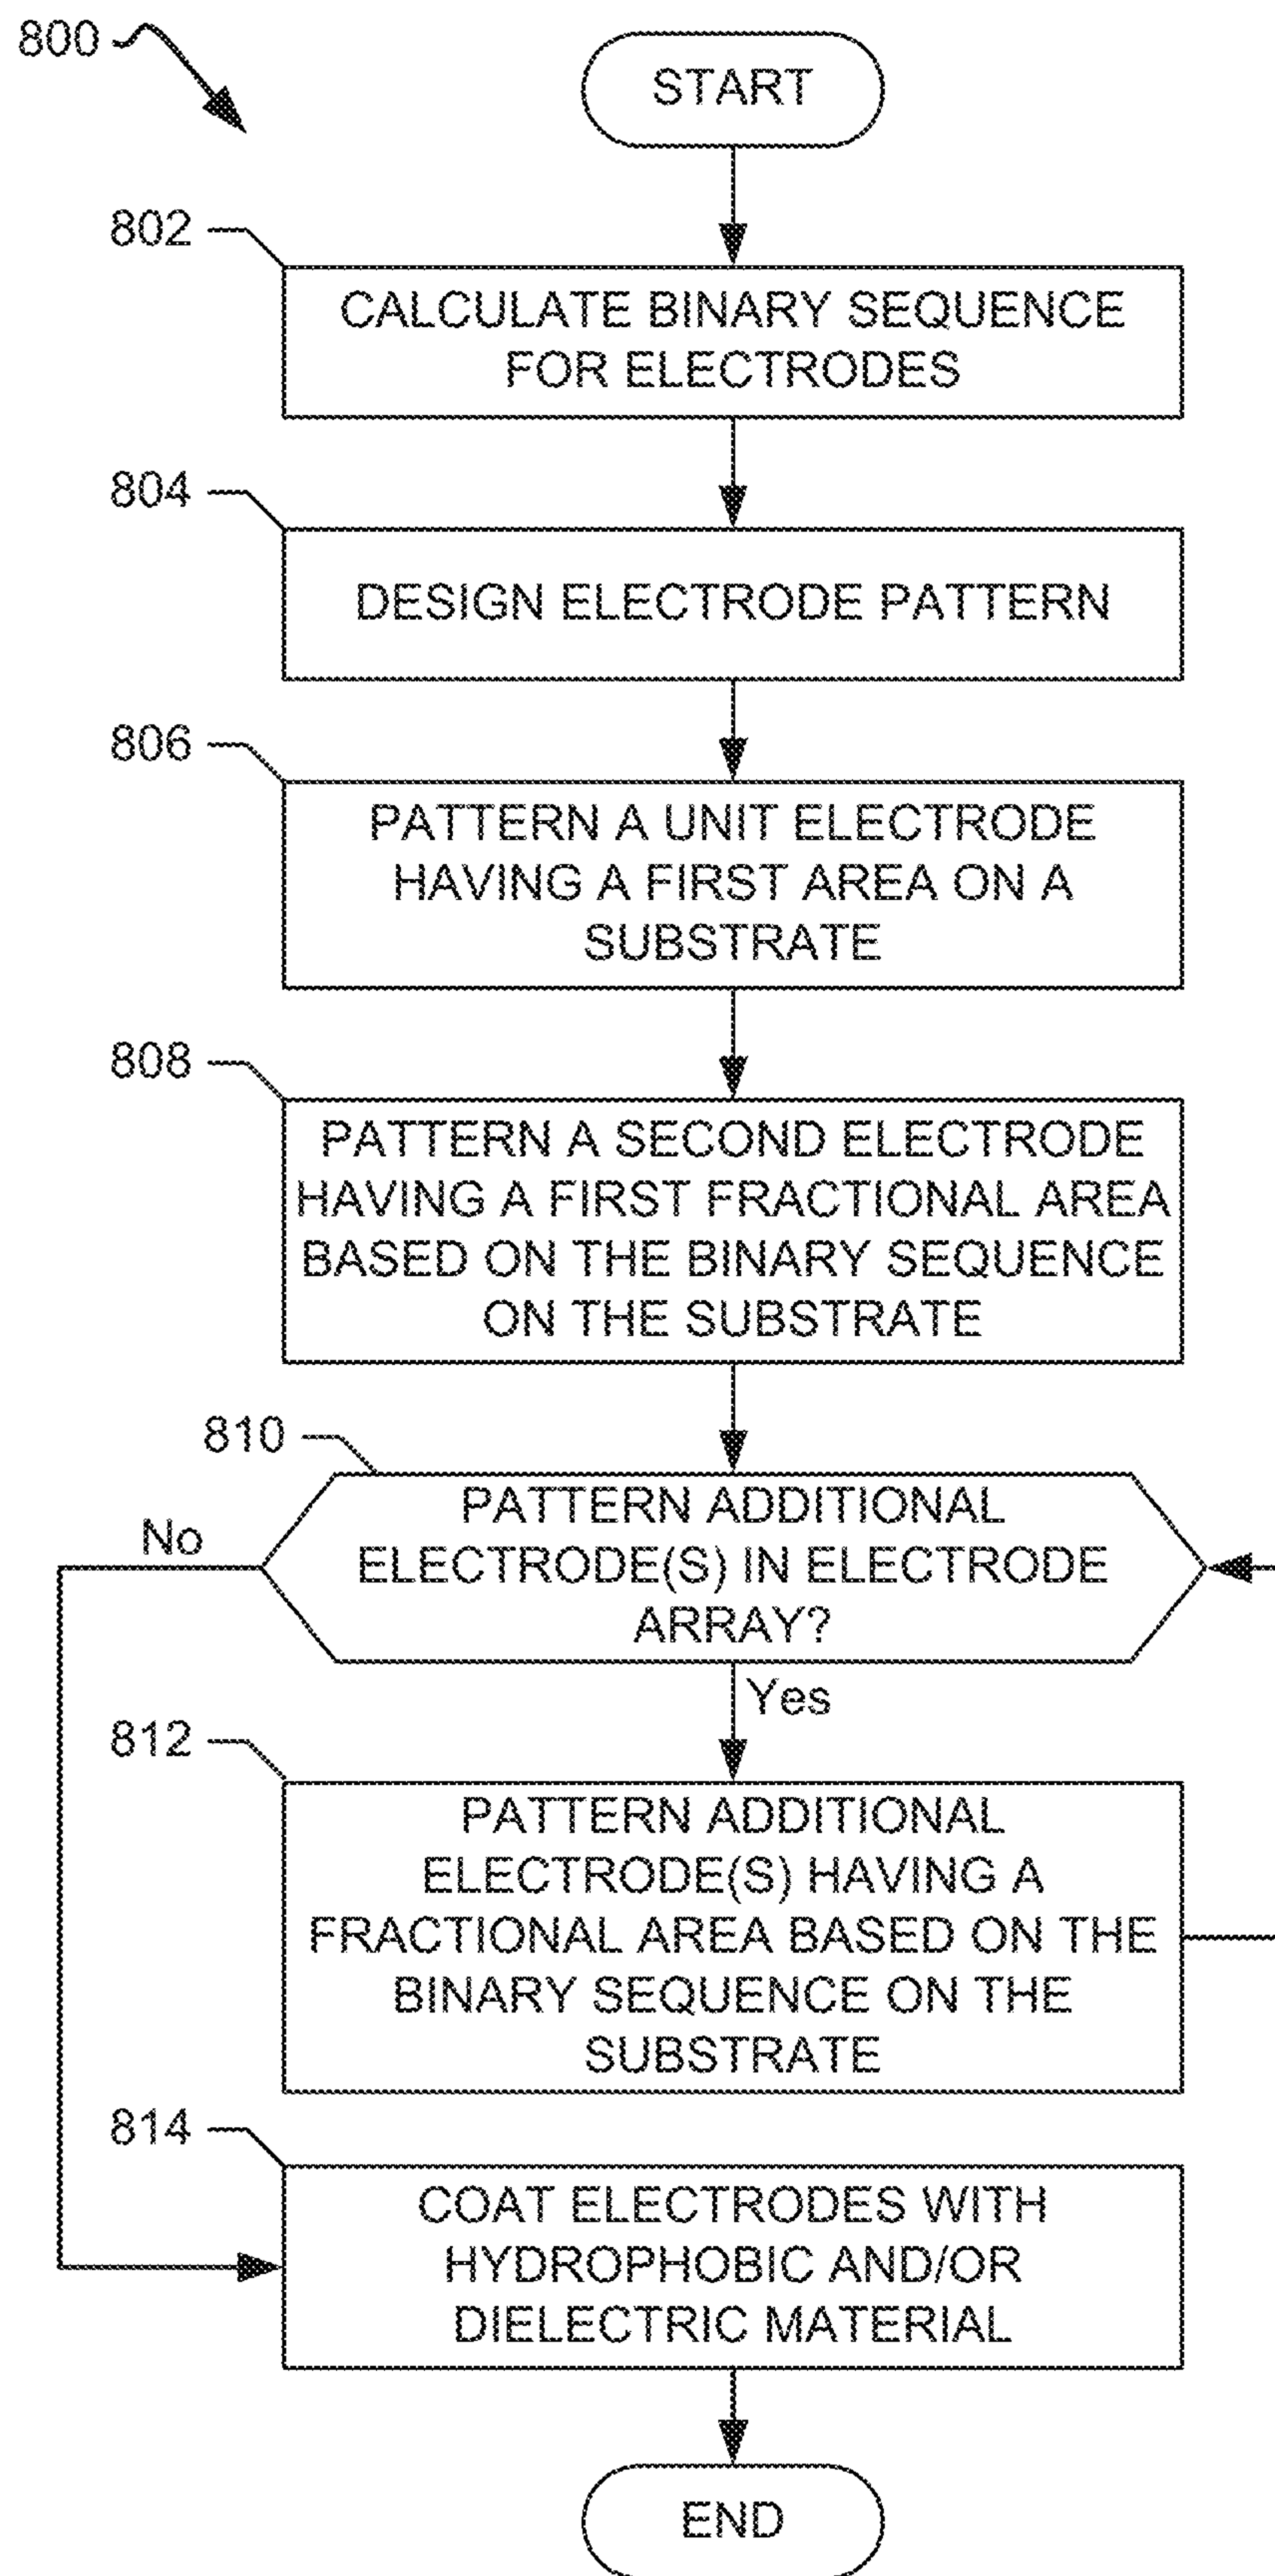 800
START
802
CALCULATE BINARY SEQUENCE
FOR ELECTRODES
804
DESIGN ELECTRODE PATTERN
806
PATTERN A UNIT ELECTRODE
HAVING A FIRST AREA ON A
SUBSTRATE
808
PATTERN A SECOND ELECTRODE
HAVING A FIRST FRACTIONAL AREA
BASED ON THE BINARY SEQUENCE
ON THE SUBSTRATE
810
PATTERN ADDITIONAL
ELECTRODE(S) IN ELECTRODE
ARRAY?
No
Yes
812
PATTERN ADDITIONAL
ELECTRODE(S) HAVING A
FRACTIONAL AREA BASED ON THE
BINARY SEQUENCE ON THE
SUBSTRATE
814
COAT ELECTRODES WITH
HYDROPHOBIC AND/OR
DIELECTRIC MATERIAL
END